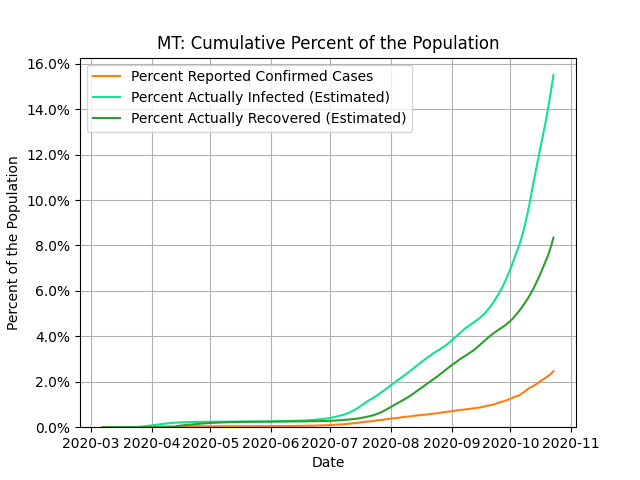 MT: Cumulative Percent of the Population
Percent Reported Confirmed Cases
Percent Actually Infected (Estimated)
Percent Actually Recovered (Estimated)
16.0%
14.0%
12.0%
10.0%
8.0%
6.0%
4.0%
2.0%
0.0%
Percent of the Population
2020-03 2020-04 2020-05 2020-06 2020-07 2020-08 2020-09 2020-10 2020-11
Date